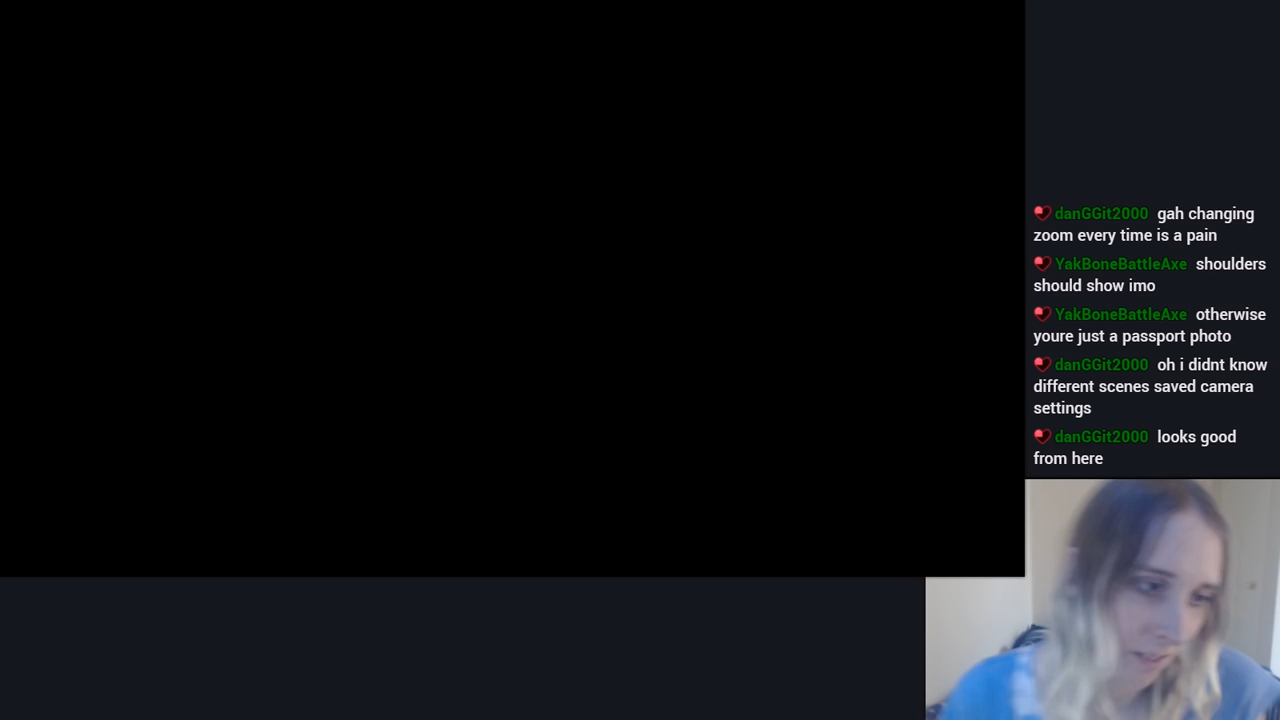 danGGit2000 gah changing
zoom every time is a pain
YakBoneBattleAxe shoulders
should show imo
YakBoneBattleAxe otherwise
youre just a passport photo
danGGit2000 oh i didnt know
different scenes saved camera
settings
danGGit2000 looks good
from here